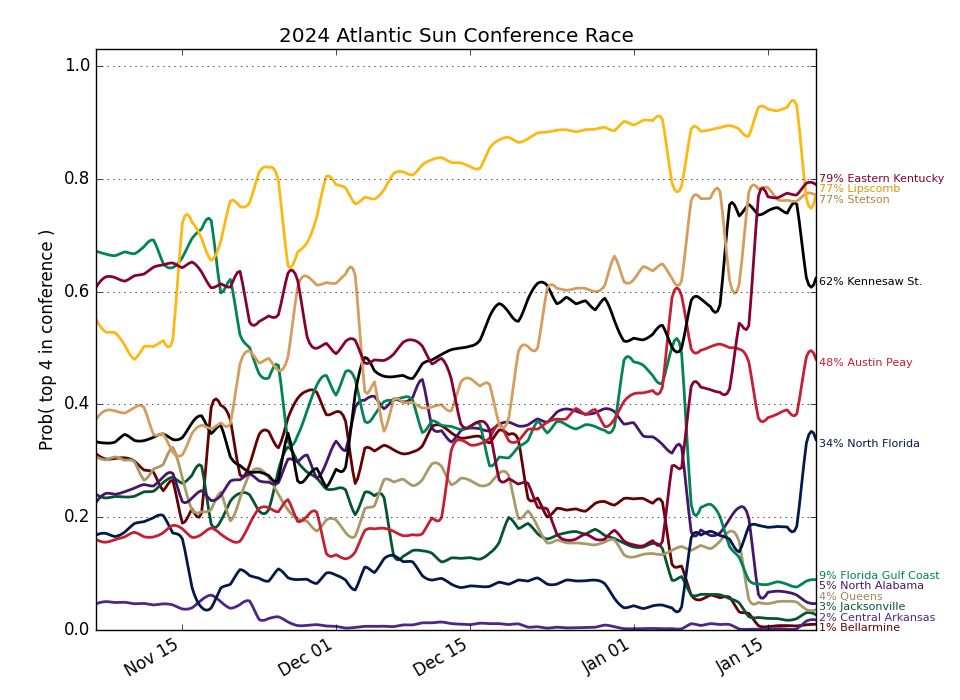 2024 Atlantic Sun Conference Race
Prob( top 4 in conference )
1.0
0.8
0.6
0.4
0.2
0.0
Nov 15
Dec 01
Dec 15
Jan 01
Jan 15
79% Eastern Kentucky
77% Lipscomb
77% Stetson
62% Kennesaw St.
48% Austin Peay
34% North Florida
9% Florida Gulf Coast
5% North Alabama
4% Queens
3% Jacksonville
2% Central Arkansas
1% Bellarmine